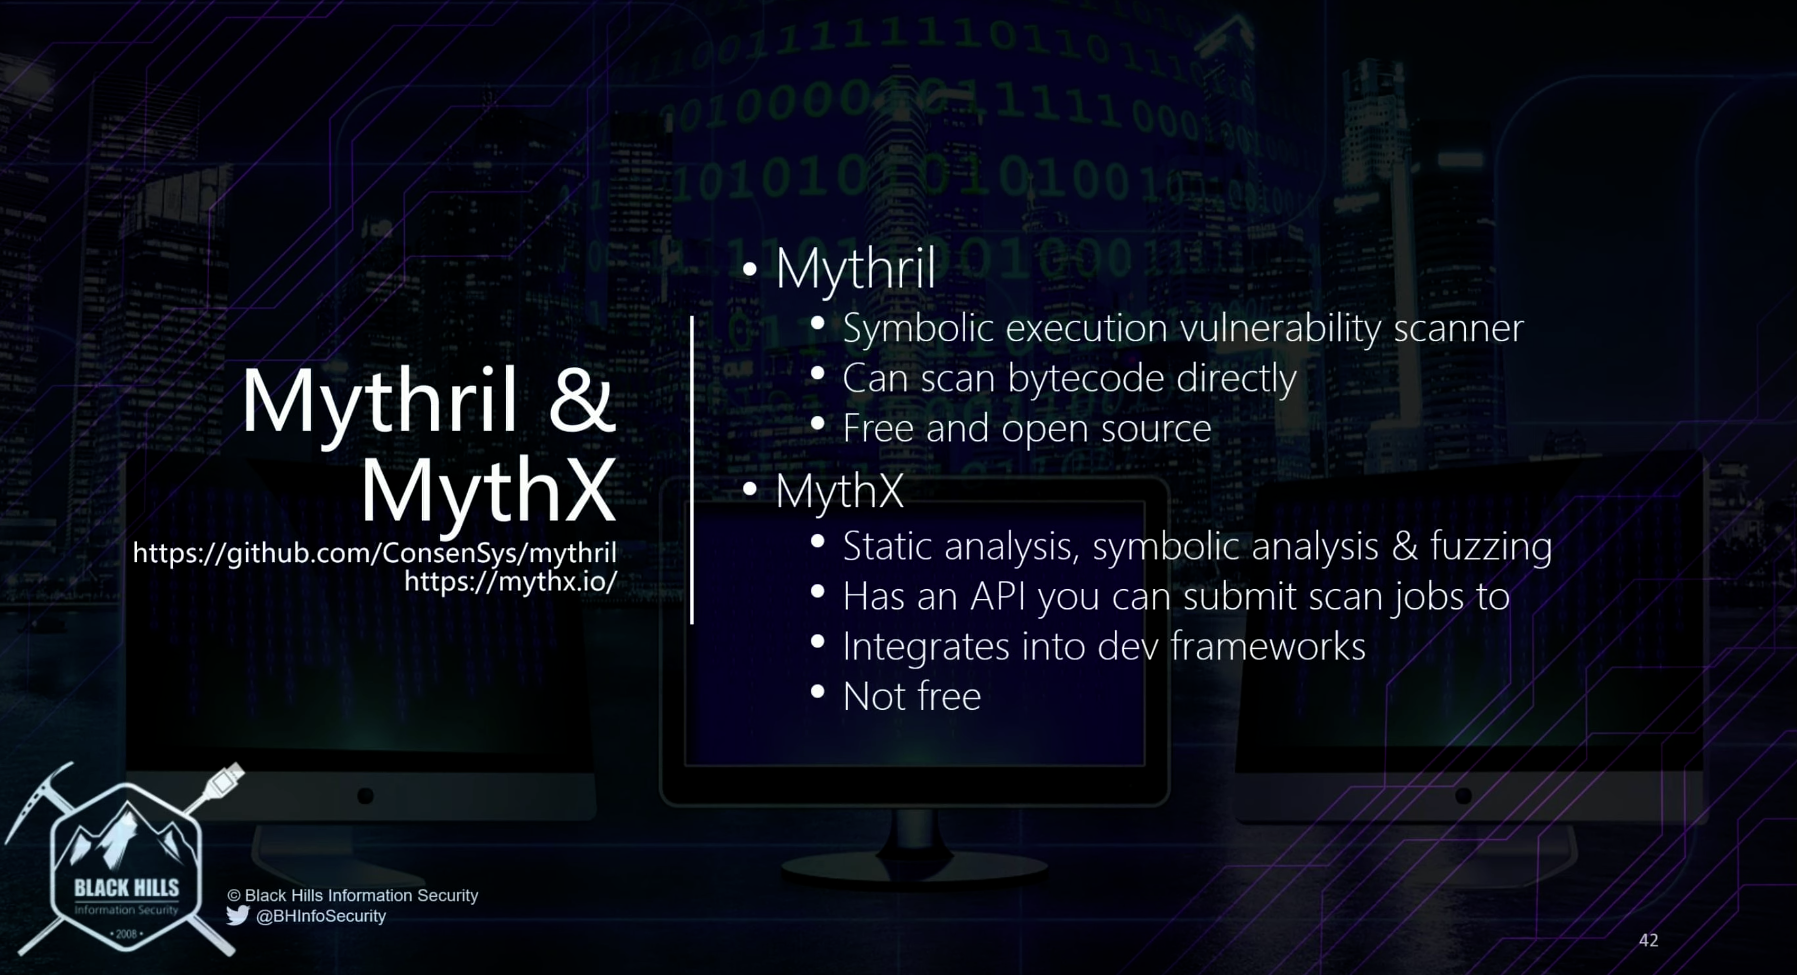 Mythril &
MythX
https://github.com/ConsenSys/mythril
https://mythx.io/
• Mythril
• Symbolic execution vulnerability scanner
• Can scan bytecode directly
• Free and open source
• MythX
• Static analysis, symbolic analysis & fuzzing
• Has an API you can submit scan jobs to
• Integrates into dev frameworks
• Not free
BLACK HILLS
Information Security
• 2008 •
© Black Hills Information Security
@BHInfoSecurity
42